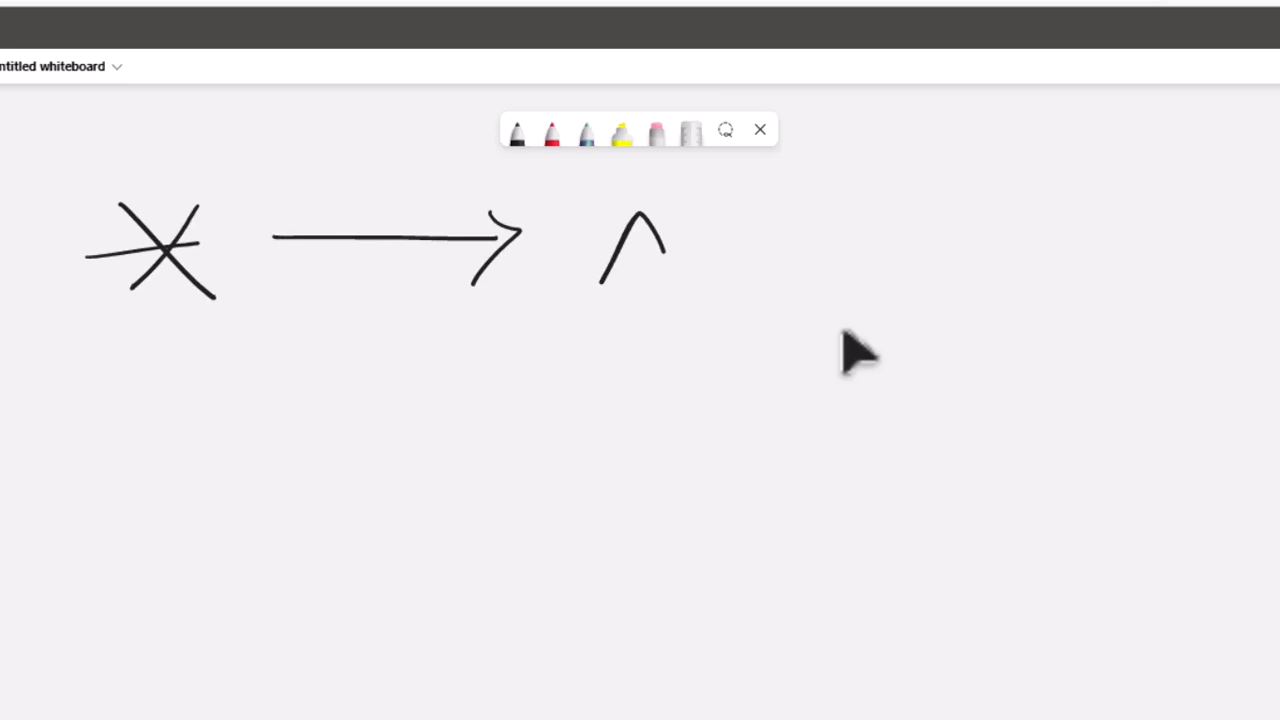 ntitled whiteboard
* → ^